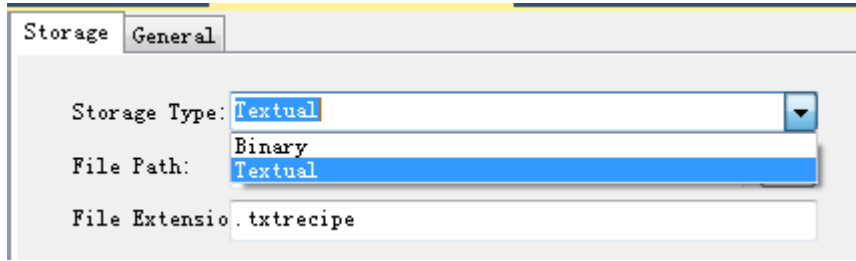 Storage General
Storage Type: Textual
Binary
File Path: Textual
File Extensio .txtrecipe